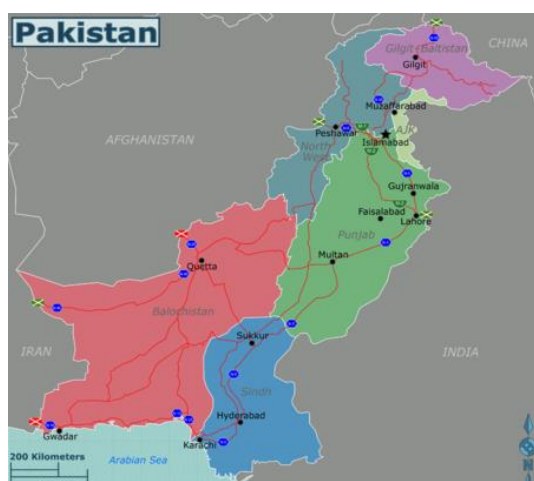 Pakistan
CHINA
Gilgit-Baltistan
Gilgit
Muzaffarabad
AJK
Peshawar
Islamabad
AFGHANISTAN
North
West
Gujranwala
Faisalabad
Lahore
Punjab
Multan
Quetta
Balochistan
Sukkur
IRAN
INDIA
Sindh
Hyderabad
Gwadar
Karachi
200 Kilometers
Arabian Sea